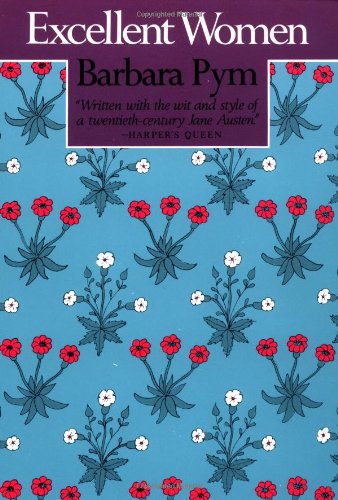 Excellent Women
Barbara Pym
"Written with the wit and style of
a twentieth-century Jane Austen."
—HARPER'S QUEEN